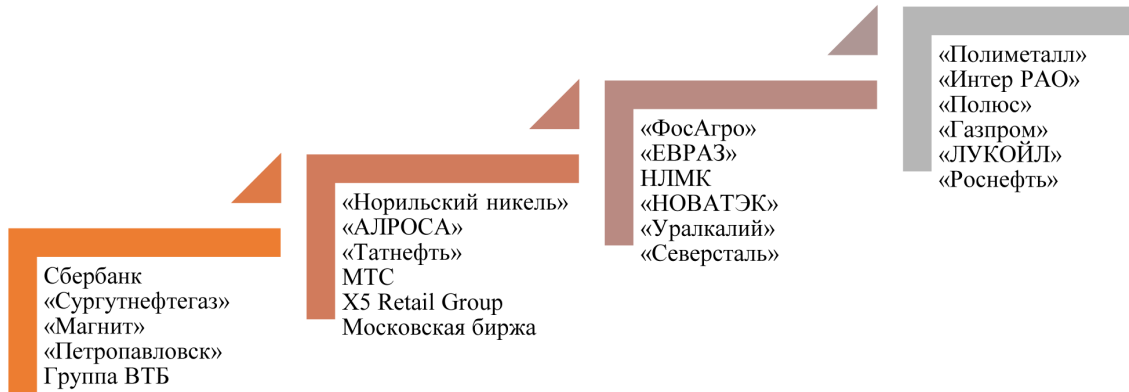 Сбербанк
«Сургутнефтегаз»
«Магнит»
«Петропавловск»
Группа ВТБ
«Норильский никель»
«АЛРОСА»
«Татнефть»
МТС
X5 Retail Group
Московская биржа
«ФосАгро»
«ЕВРАЗ»
НЛМК
«НОВАТЭК»
«Уралкалий»
«Северсталь»
«Полиметалл»
«Интер РАО»
«Полюс»
«Газпром»
«ЛУКОЙЛ»
«Роснефть»